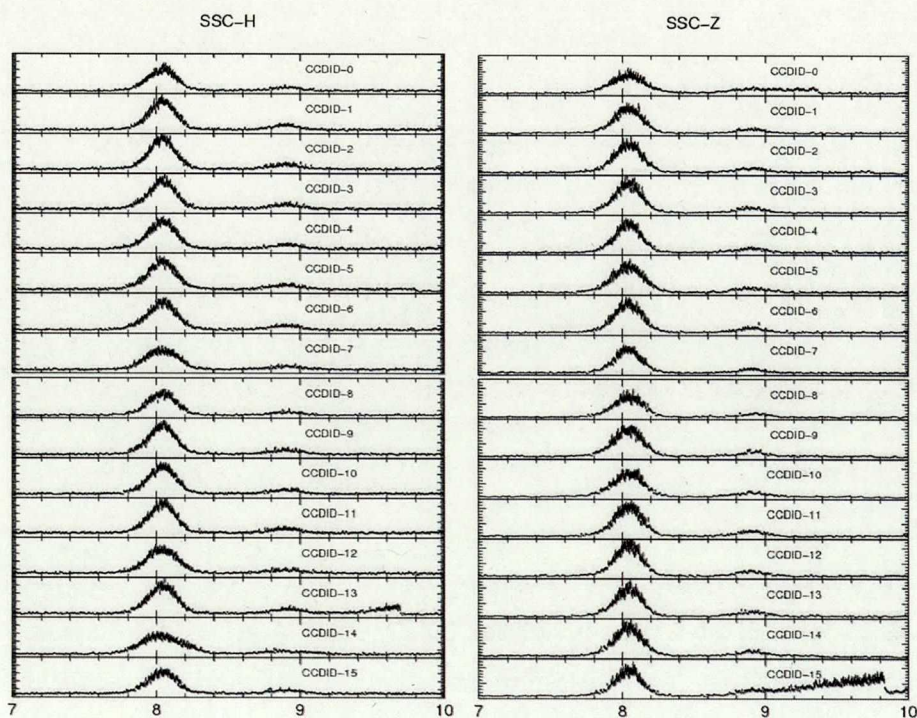 SSC-H
CCDID-0
CCDID-1
CCDID-2
CCDID-3
CCDID-4
CCDID-5
CCDID-6
CCDID-7
CCDID-8
CCDID-9
CCDID-10
CCDID-11
CCDID-12
CCDID-13
CCDID-14
CCDID-15
7 8 9 10
SSC-Z
CCDID-0
CCDID-1
CCDID-2
CCDID-3
CCDID-4
CCDID-5
CCDID-6
CCDID-7
CCDID-8
CCDID-9
CCDID-10
CCDID-11
CCDID-12
CCDID-13
CCDID-14
CCDID-15
7 8 9 10